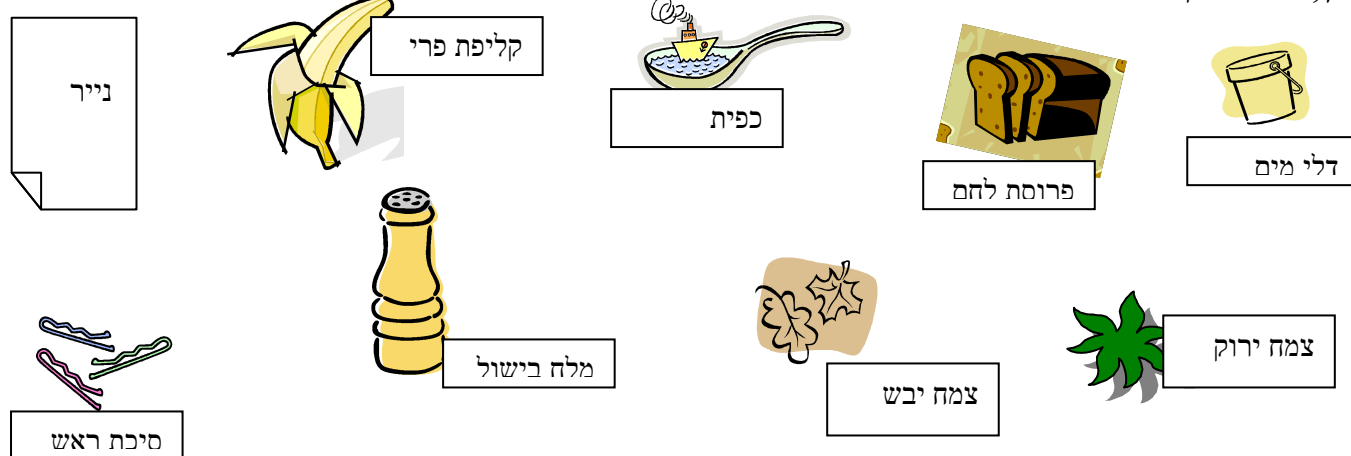 דלי מים
פרוסת לחם
כפית
קליפת פרי
נייר
צמח ירוק
צמח יבש
מלח בישול
סיכת ראש